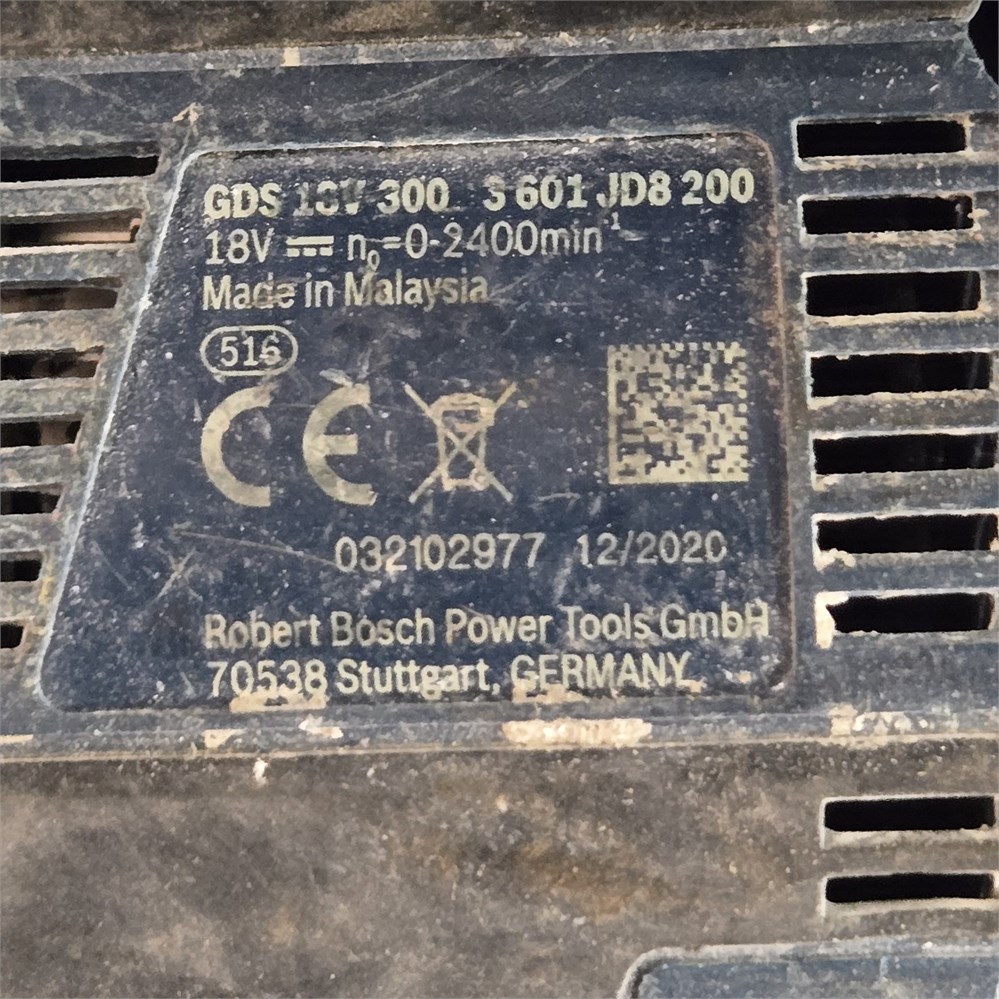 GDS 18V 300 3 601 JD8 200
18V ⎓ n₀=0-2400min⁻¹
Made in Malaysia
516
CE
032102977 12/2020
Robert Bosch Power Tools GmbH
70538 Stuttgart, GERMANY